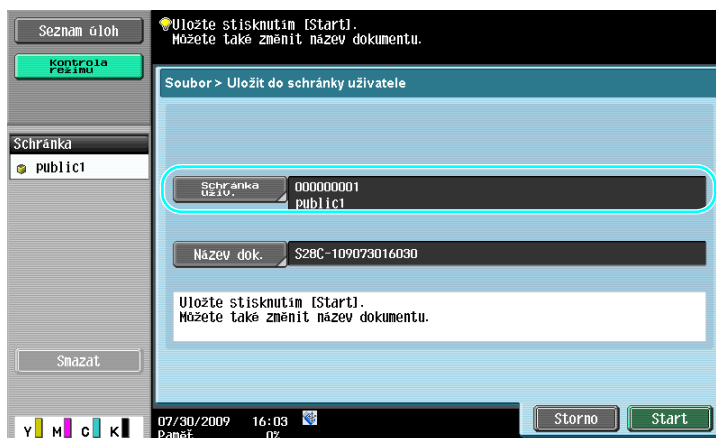 Seznam úloh
Kontrola
režimu
Uložte stisknutím [Start].
Můžete také změnit název dokumentu.
Soubor > Uložit do schránky uživatele
Schránka
public1
Schránka
uživ.
000000001
public1
Název dok.
S28C-109073016030
Uložte stisknutím [Start].
Můžete také změnit název dokumentu.
Smazat
Storno
Start
Y M C K
07/30/2009 16:03
Paměť 0%